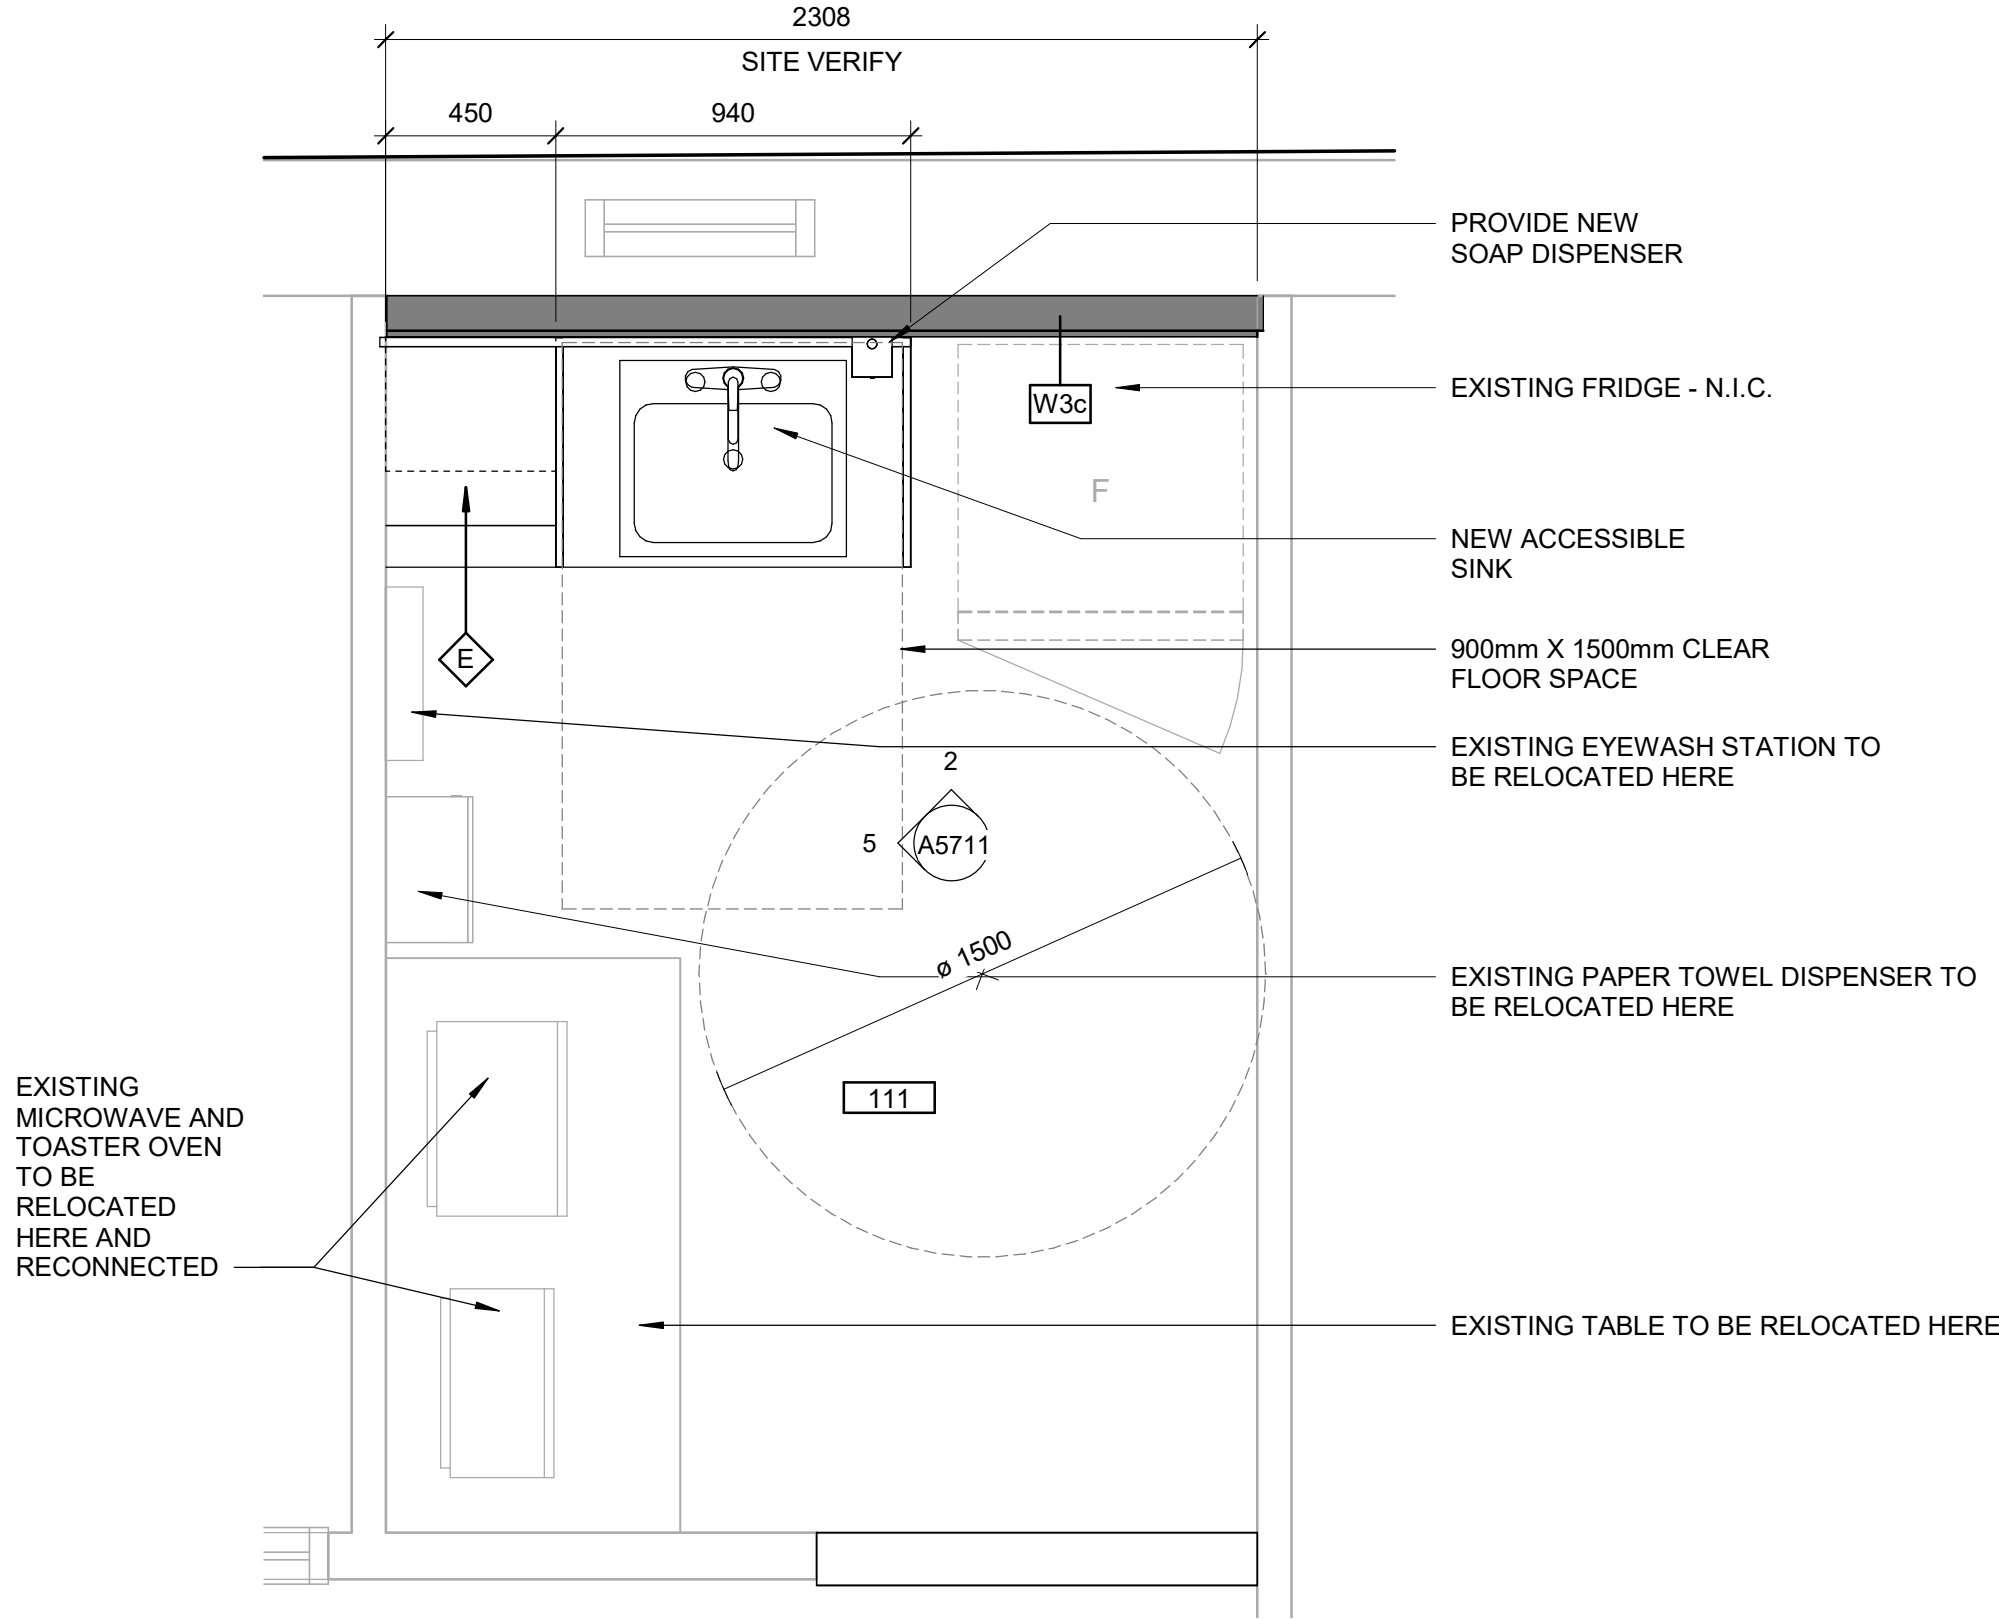 2308
SITE VERIFY
450
940
PROVIDE NEW
SOAP DISPENSER
W3c
EXISTING FRIDGE - N.I.C.
F
NEW ACCESSIBLE
SINK
E
900mm X 1500mm CLEAR
FLOOR SPACE
EXISTING EYEWASH STATION TO
BE RELOCATED HERE
2
5
A5711
ø 1500
EXISTING PAPER TOWEL DISPENSER TO
BE RELOCATED HERE
111
EXISTING
MICROWAVE AND
TOASTER OVEN
TO BE
RELOCATED
HERE AND
RECONNECTED
EXISTING TABLE TO BE RELOCATED HERE